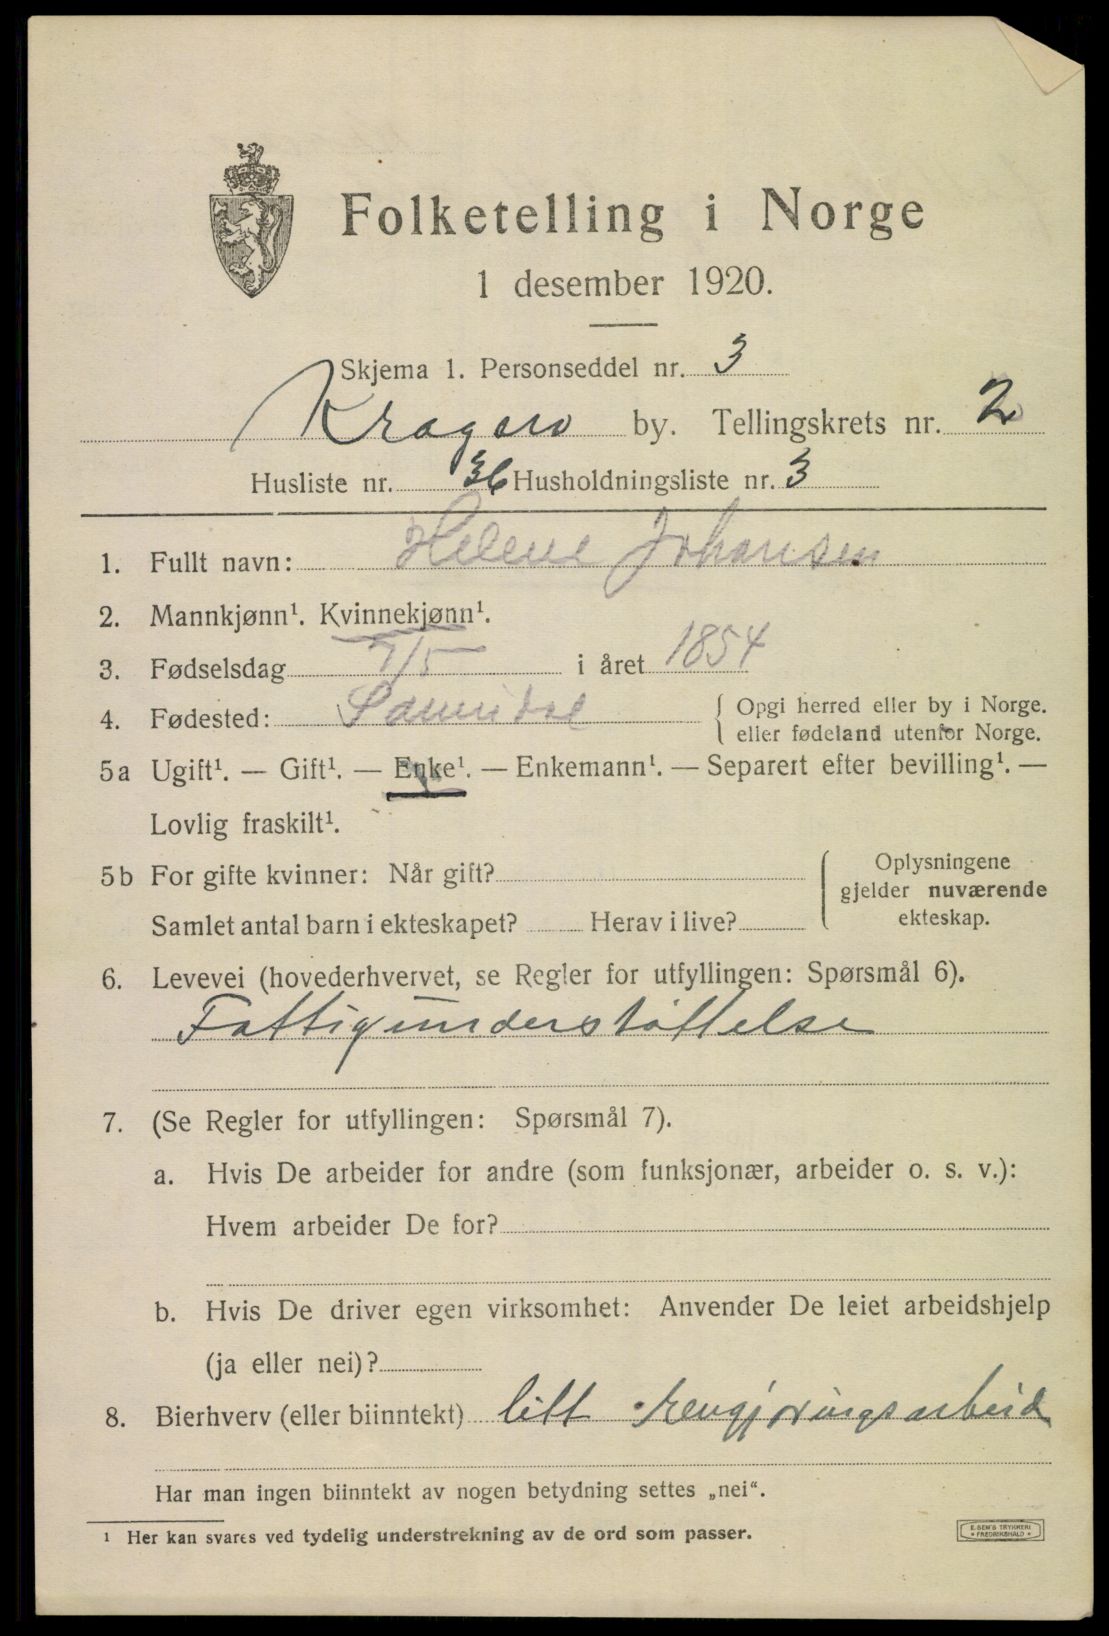 Folketelling i Norge
1 desember 1920.
Skjema 1. Personseddel nr. 3
Kragerø by. Tellingskrets nr. 2
Husliste nr. 36 Husholdningsliste nr. 3
1. Fullt navn: Helene Johansen
2. Mannkjønn¹. Kvinnekjønn¹.
3. Fødselsdag 7/5 i året 1854
4. Fødested: Sannidal { Opgi herred eller by i Norge.
eller fødeland utenfor Norge.
5a Ugift¹. — Gift¹. — Enke¹. — Enkemann¹. — Separert efter bevilling¹. —
Lovlig fraskilt¹.
5b For gifte kvinner: Når gift?
Samlet antal barn i ekteskapet? Herav i live?
Oplysningene
gjelder nuværende
ekteskap.
6. Levevei (hovederhvervet, se Regler for utfyllingen: Spørsmål 6).
Fattigunderstøttelse
7. (Se Regler for utfyllingen: Spørsmål 7).
a. Hvis De arbeider for andre (som funksjonær, arbeider o. s. v.):
Hvem arbeider De for?
b. Hvis De driver egen virksomhet: Anvender De leiet arbeidshjelp
(ja eller nei)?
8. Bierhverv (eller biinntekt) litt rengjøringsarbeid
Har man ingen biinntekt av nogen betydning settes „nei“.
¹ Her kan svares ved tydelig understrekning av de ord som passer.
E. SEM'S TRYKKERI
* FREDRIKSHALD *